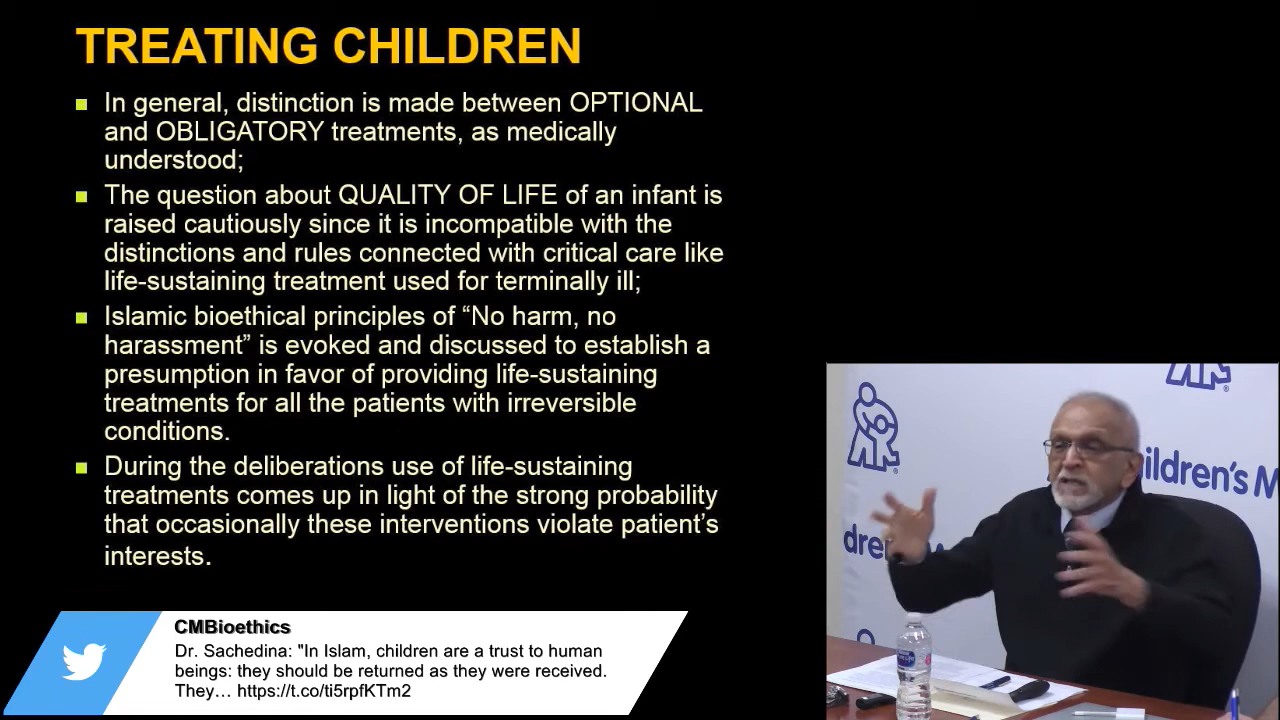 TREATING CHILDREN
In general, distinction is made between OPTIONAL
and OBLIGATORY treatments, as medically
understood;
The question about QUALITY OF LIFE of an infant is
raised cautiously since it is incompatible with the
distinctions and rules connected with critical care like
life-sustaining treatment used for terminally ill;
Islamic bioethical principles of “No harm, no
harassment” is evoked and discussed to establish a
presumption in favor of providing life-sustaining
treatments for all the patients with irreversible
conditions.
During the deliberations use of life-sustaining
treatments comes up in light of the strong probability
that occasionally these interventions violate patient’s
interests.
CMBioethics
Dr. Sachedina: "In Islam, children are a trust to human
beings: they should be returned as they were received.
They… https://t.co/ti5rpfKTm2
ildren's M
dren